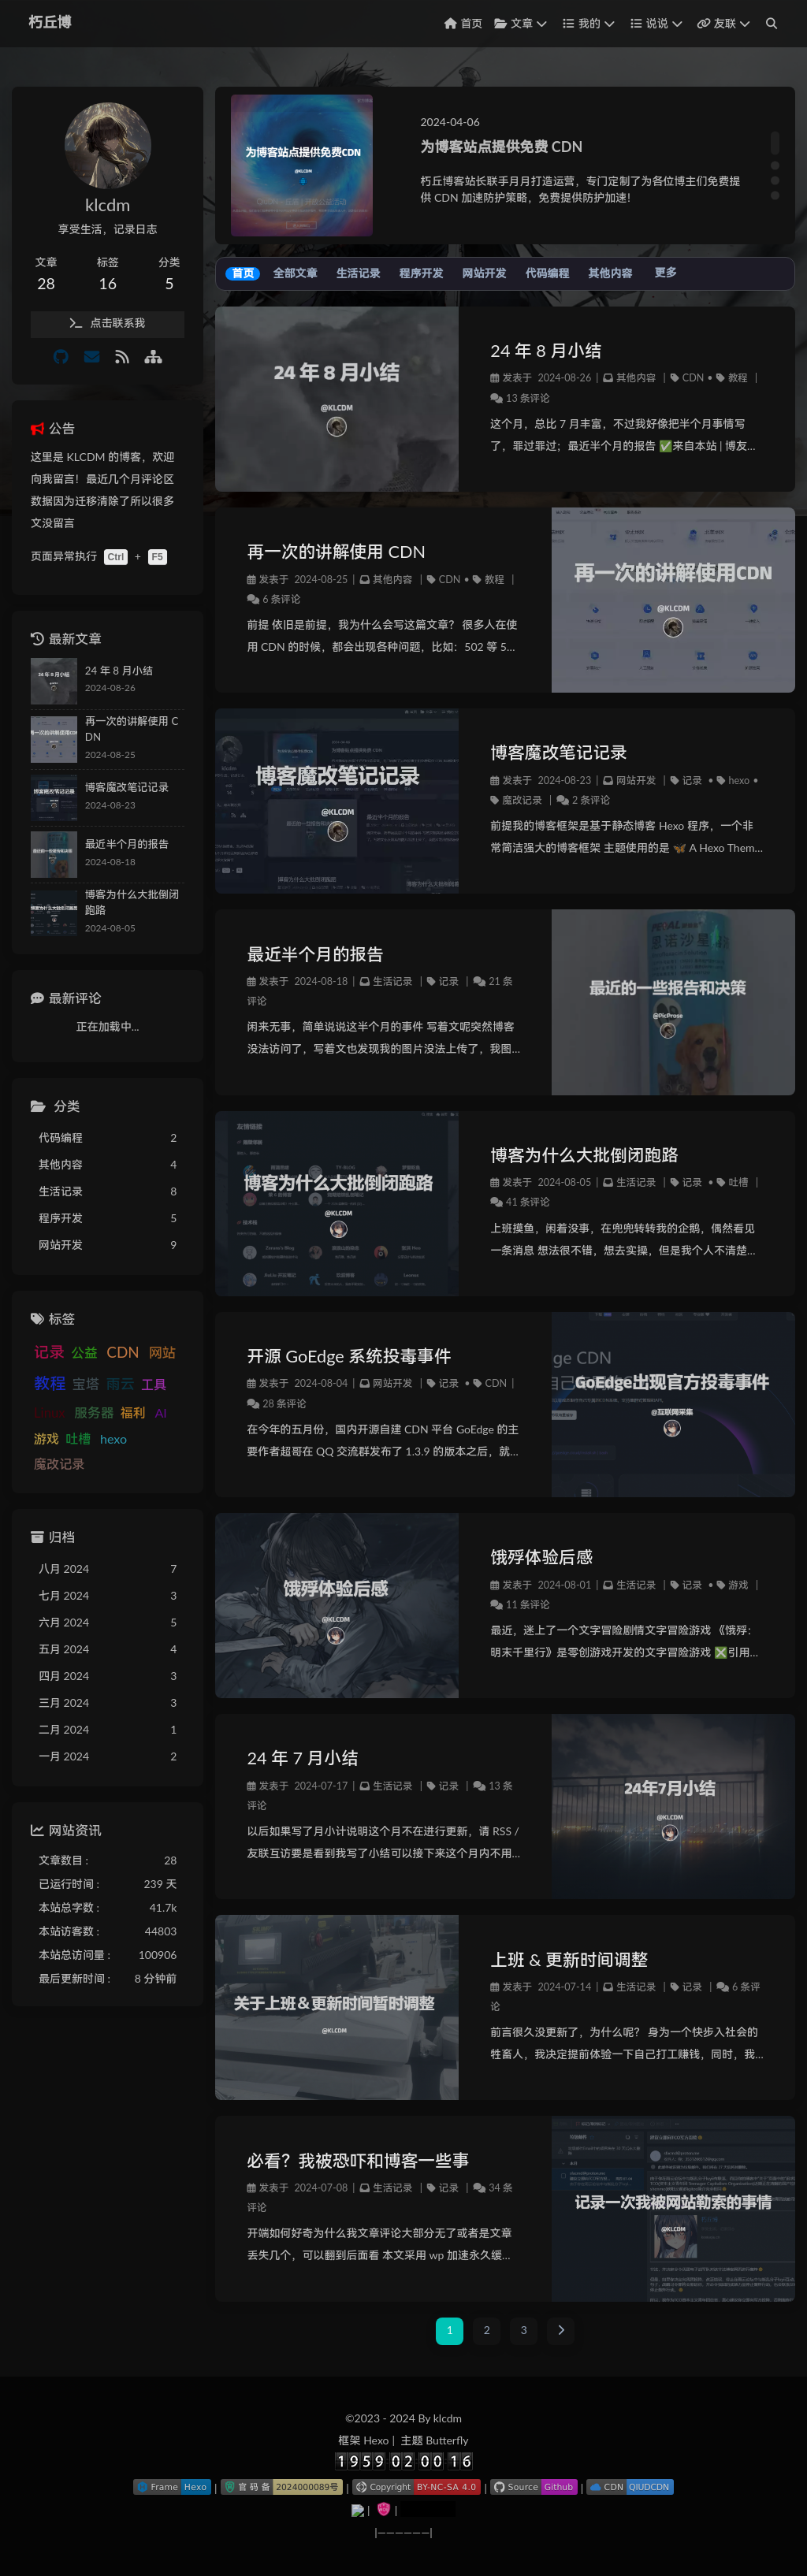 朽丘博
首页 文章 我的 说说 友联
klcdm
享受生活，记录日志
文章 标签 分类
28 16 5
点击联系我
公告
这里是 KLCDM 的博客，欢迎
向我留言！最近几个月评论区
数据因为迁移清除了所以很多
文没留言
页面异常执行 Ctrl + F5
最新文章
24 年 8 月小结
2024-08-26
再一次的讲解使用 C
DN
2024-08-25
博客魔改笔记记录
2024-08-23
最近半个月的报告
2024-08-18
博客为什么大批倒闭
跑路
2024-08-05
最新评论
正在加载中...
分类
代码编程 2
其他内容 4
生活记录 8
程序开发 5
网站开发 9
标签
记录 公益 CDN 网站
教程 宝塔 雨云 工具
服务器 福利 AI
游戏 吐槽 hexo
魔改记录
归档
八月 2024 7
七月 2024 3
六月 2024 5
五月 2024 4
四月 2024 3
三月 2024 3
二月 2024 1
一月 2024 2
网站资讯
文章数目 : 28
已运行时间 : 239 天
本站总字数 : 41.7k
本站访客数 : 44803
本站总访问量 : 100906
最后更新时间 : 8 分钟前
为博客站点提供免费CDN
@KLCDM
2024-04-06
为博客站点提供免费 CDN
朽丘博客站长联手月月打造运营，专门定制了为各位博主们免费提
供 CDN 加速防护策略，免费提供防护加速！
首页 全部文章 生活记录 程序开发 网站开发 代码编程 其他内容 更多
24 年 8 月小结
@KLCDM
24 年 8 月小结
发表于 2024-08-26 | 其他内容 | CDN • 教程 |
13 条评论
这个月，总比 7 月丰富，不过我好像把半个月事情写
了，罪过罪过；最近半个月的报告 ✅来自本站 | 博友...
再一次的讲解使用 CDN
发表于 2024-08-25 | 其他内容 | CDN • 教程 |
6 条评论
前提 依旧是前提，我为什么会写这篇文章？ 很多人在使
用 CDN 的时候，都会出现各种问题，比如：502 等 5...
再一次的讲解使用CDN
@KLCDM
博客魔改笔记记录
@KLCDM
博客魔改笔记记录
发表于 2024-08-23 | 网站开发 | 记录 • hexo •
魔改记录 | 2 条评论
前提我的博客框架是基于静态博客 Hexo 程序，一个非
常简洁强大的博客框架 主题使用的是 🦋 A Hexo Them...
最近半个月的报告
发表于 2024-08-18 | 生活记录 | 记录 | 21 条
评论
闲来无事，简单说说这半个月的事件 写着文呢突然博客
没法访问了，写着文也发现我的图片没法上传了，我图...
最近的一些报告和决策
@PicProse
博客为什么大批倒闭跑路
@KLCDM
博客为什么大批倒闭跑路
发表于 2024-08-05 | 生活记录 | 记录 • 吐槽 |
41 条评论
上班摸鱼，闲着没事，在兜兜转转我的企鹅，偶然看见
一条消息 想法很不错，想去实操，但是我个人不清楚...
开源 GoEdge 系统投毒事件
发表于 2024-08-04 | 网站开发 | 记录 • CDN |
28 条评论
在今年的五月份，国内开源自建 CDN 平台 GoEdge 的主
要作者超哥在 QQ 交流群发布了 1.3.9 的版本之后，就...
GoEdge出现官方投毒事件
@互联网采集
饿殍体验后感
@KLCDM
饿殍体验后感
发表于 2024-08-01 | 生活记录 | 记录 • 游戏 |
11 条评论
最近，迷上了一个文字冒险剧情文字冒险游戏 《饿殍：
明末千里行》是零创游戏开发的文字冒险游戏 ❎引用...
24 年 7 月小结
发表于 2024-07-17 | 生活记录 | 记录 | 13 条
评论
以后如果写了月小计说明这个月不在进行更新，请 RSS /
友联互访要是看到我写了小结可以接下来这个月内不用...
24年7月小结
@KLCDM
关于上班&更新时间暂时调整
@KLCDM
上班 & 更新时间调整
发表于 2024-07-14 | 生活记录 | 记录 | 6 条评
论
前言很久没更新了，为什么呢？ 身为一个快步入社会的
牲畜人，我决定提前体验一下自己打工赚钱，同时，我...
必看？我被恐吓和博客一些事
发表于 2024-07-08 | 生活记录 | 记录 | 34 条
评论
开端如何好奇为什么我文章评论大部分无了或者是文章
丢失几个，可以翻到后面看 本文采用 wp 加速永久缓...
记录一次我被网站勒索的事情
@KLCDM
1 2 3
©2023 - 2024 By klcdm
框架 Hexo | 主题 Butterfly
1959 02 00 16
Frame Hexo | 官 码 备 2024000089号 | Copyright BY-NC-SA 4.0 | Source Github | CDN QIUDCDN
| |
|——————|